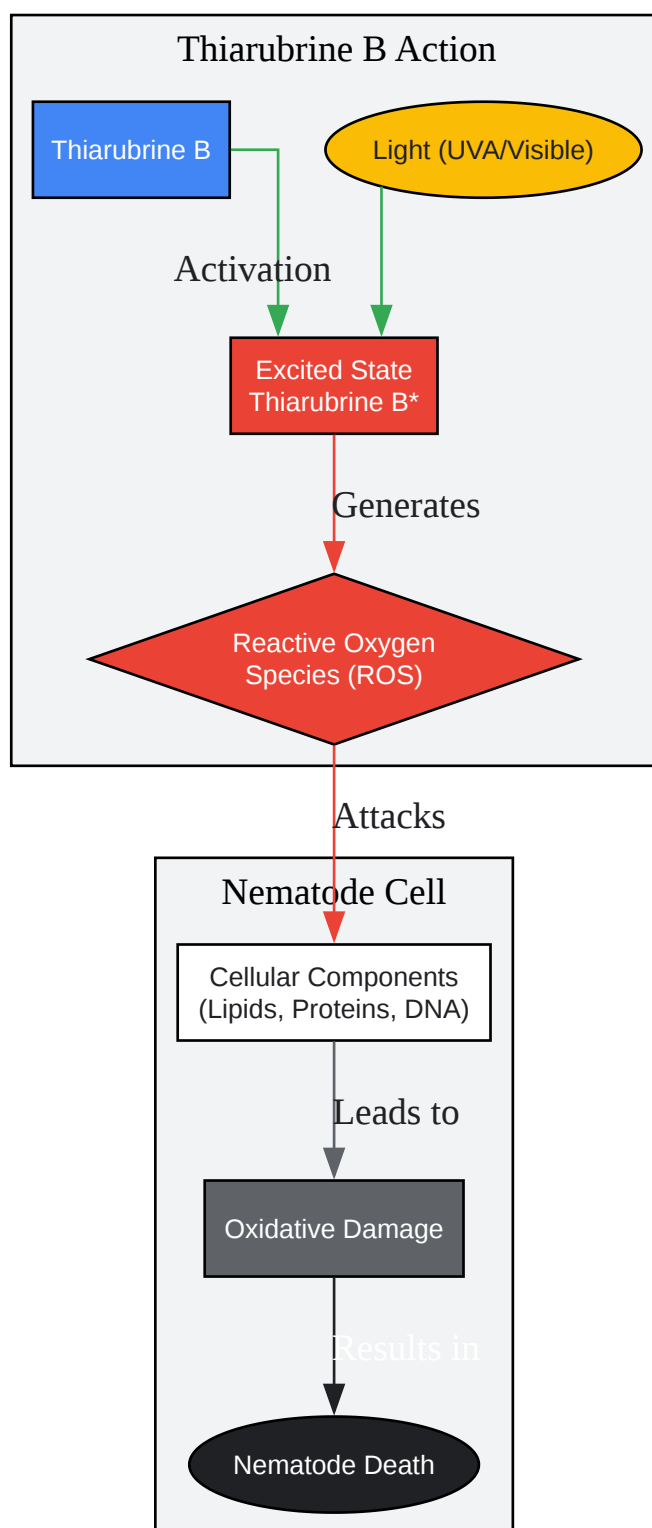 Thiarubrine B Action
Thiarubrine B
Light (UVA/Visible)
Activation
Excited State
Thiarubrine B*
Generates
Reactive Oxygen
Species (ROS)
Attacks
Nematode Cell
Cellular Components
(Lipids, Proteins, DNA)
Leads to
Oxidative Damage
Results in
Nematode Death